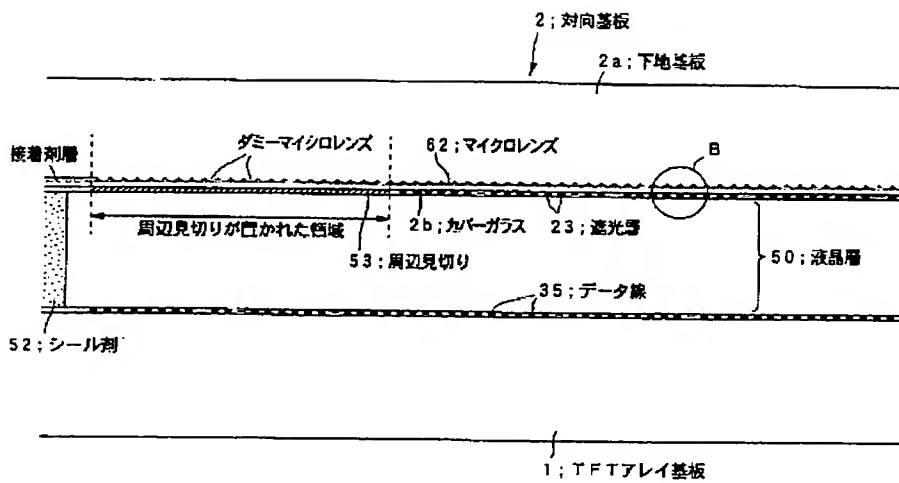 2；対向基板
2a；下地基板
接着剤層
ダミーマイシロレンズ
62；マイクロレンズ
B
周辺見切りが置かれた領域
2b；カバーガラス
23；遮光層
53；周辺見切り
50；液晶層
35；データ線
52；シール剤
1；TFTアレイ基板